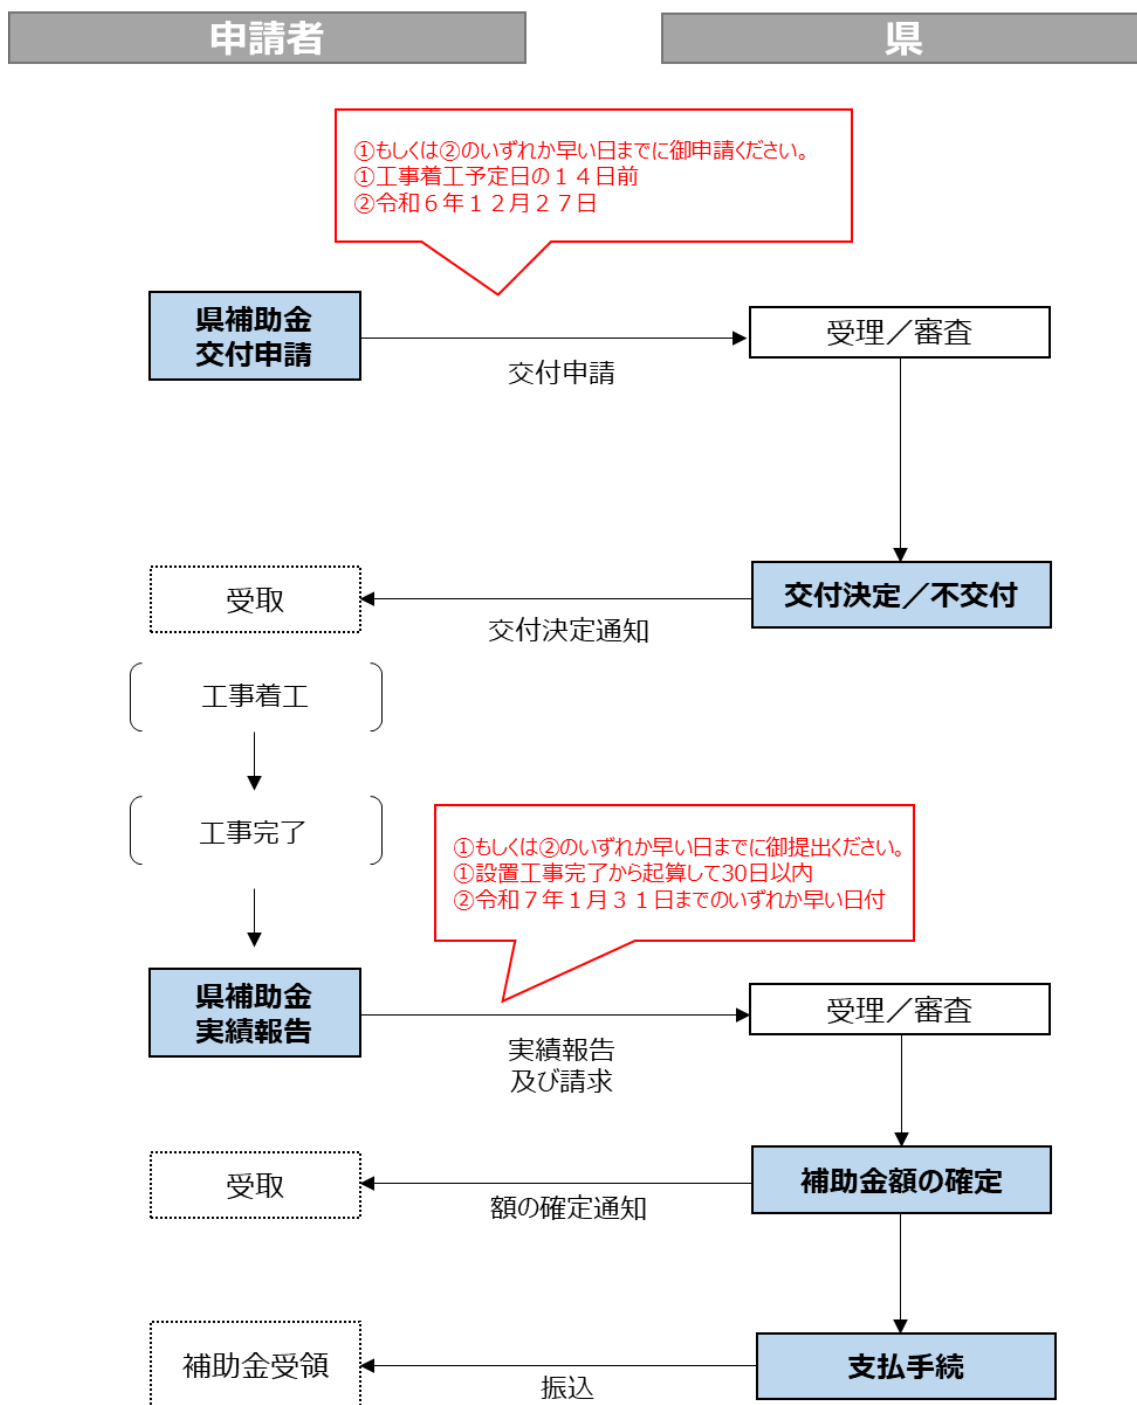 申請者
県
①もしくは②のいずれか早い日までに御申請ください。
①工事着工予定日の１４日前
②令和６年１２月２７日
県補助金
交付申請
交付申請
受理／審査
交付決定／不交付
交付決定通知
受取
工事着工
工事完了
①もしくは②のいずれか早い日までに御提出ください。
①設置工事完了から起算して30日以内
②令和７年１月３１日までのいずれか早い日付
県補助金
実績報告
実績報告
及び請求
受理／審査
補助金額の確定
額の確定通知
受取
支払手続
振込
補助金受領